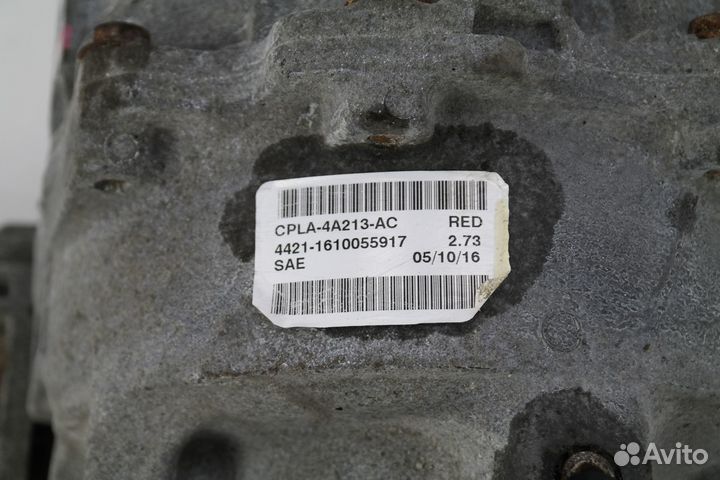 CPLA-4A213-AC RED
4421-1610055917 2.73
SAE 05/10/16
Avito